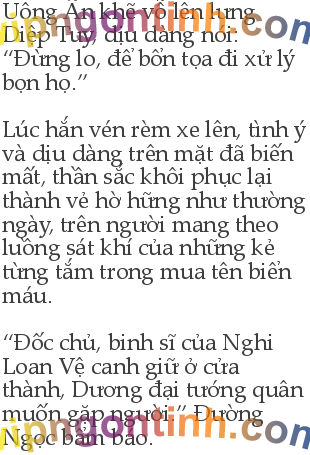 Uông Ấn khẽ vỗ lên lưng
Diệp Tuy, dịu dàng nói:
“Đừng lo, để bổn tọa đi xử lý
bọn họ.”
Lúc hắn vén rèm xe lên, tình ý
và dịu dàng trên mặt đã biến
mất, thần sắc khôi phục lại
thành vẻ hờ hững như thường
ngày, trên người mang theo
luồng sát khí của những kẻ
từng tắm trong mưa tên biển
máu.
“Đốc chủ, binh sĩ của Nghi
Loan Vệ canh giữ ở cửa
thành, Dương đại tướng quân
muốn gặp người.” Đường
Ngọc bẩm báo.
vipngontinh.com
vipngontinh.com